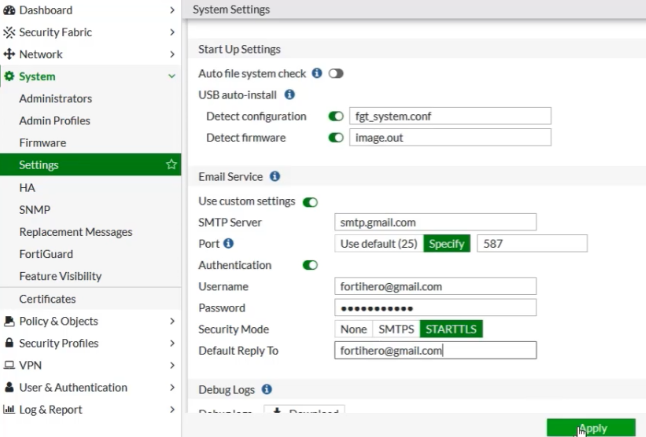 Dashboard
Security Fabric
Network
System
Administrators
Admin Profiles
Firmware
Settings
HA
SNMP
Replacement Messages
FortiGuard
Feature Visibility
Certificates
Policy & Objects
Security Profiles
VPN
User & Authentication
Log & Report
System Settings
Start Up Settings
Auto file system check
USB auto-install
Detect configuration fgt_system.conf
Detect firmware image.out
Email Service
Use custom settings
SMTP Server smtp.gmail.com
Port Use default (25) Specify 587
Authentication
Username fortihero@gmail.com
Password •••••••••••
Security Mode None SMTPS STARTTLS
Default Reply To fortihero@gmail.com
Debug Logs
Debug logs Download
Apply